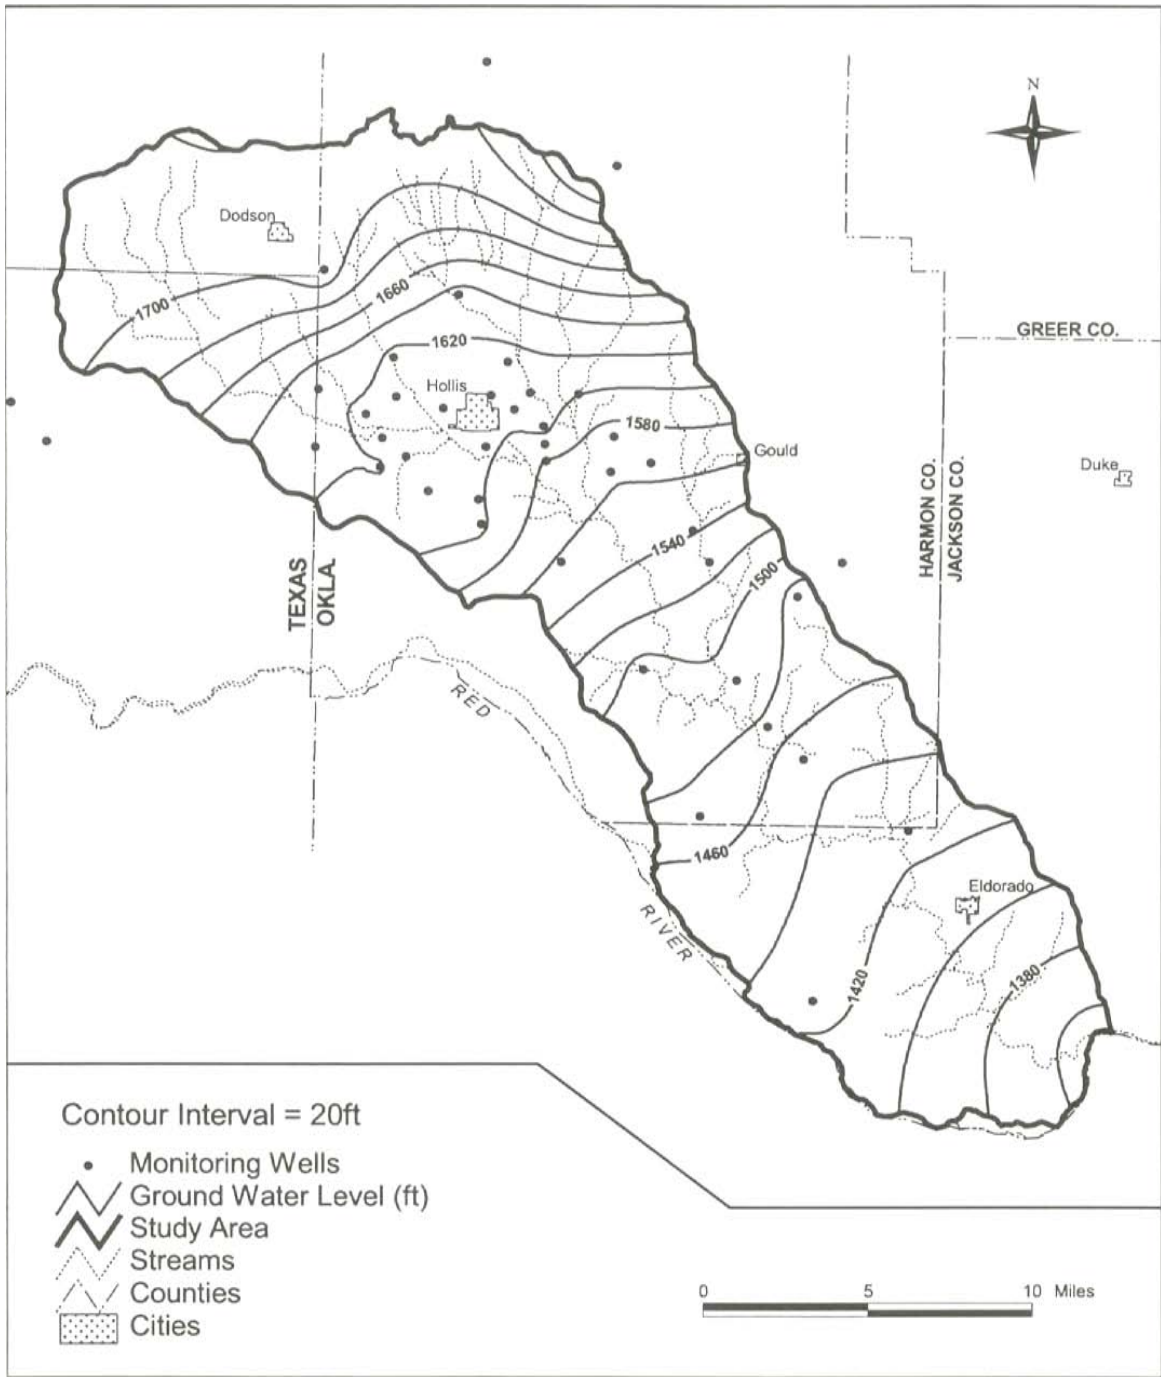 N
Dodson
1700
1660
GREER CO.
1620
Hollis
1580
Gould
Duke
HARMON CO.
JACKSON CO.
1540
1500
TEXAS
OKLA.
RED
1460
Eldorado
RIVER
1420
1380
Contour Interval = 20ft
Monitoring Wells
Ground Water Level (ft)
Study Area
Streams
Counties
Cities
0 5 10 Miles